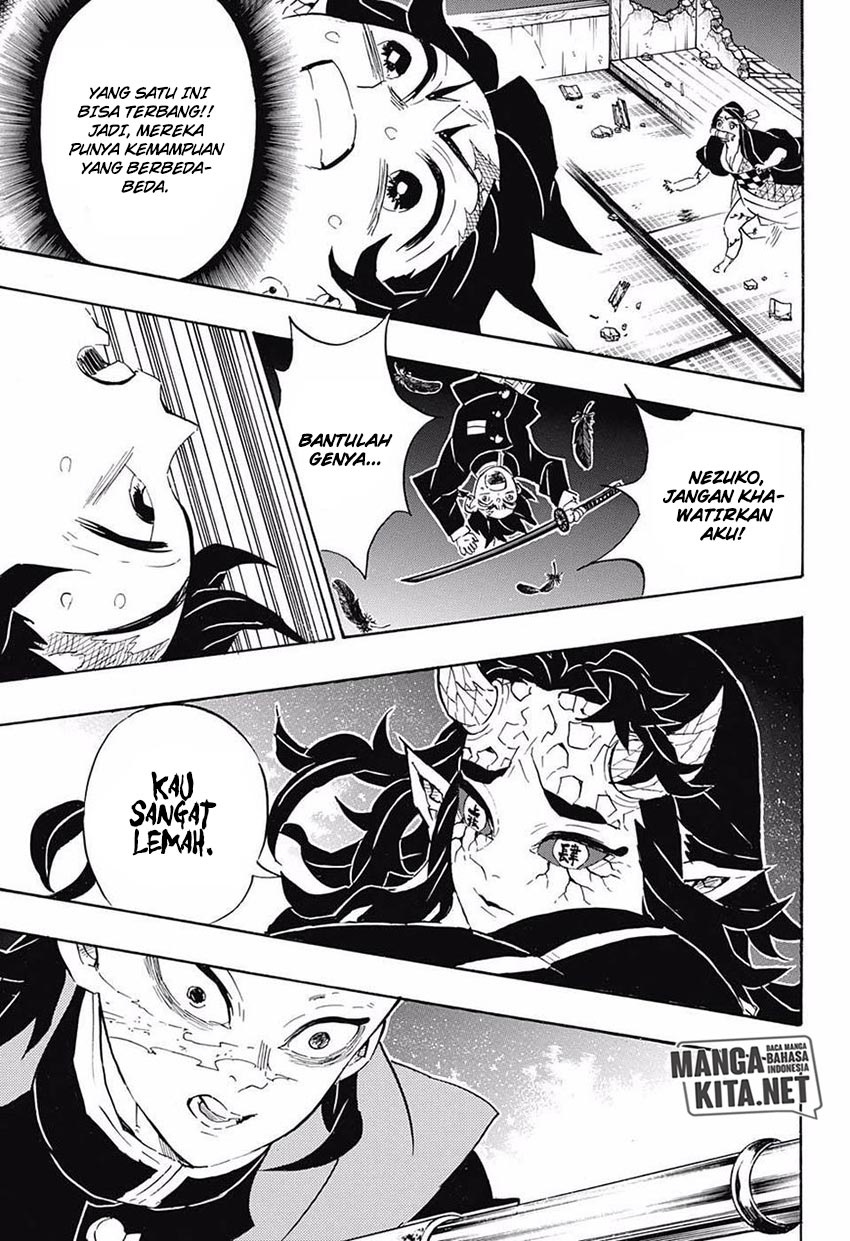 YANG SATU INI
BISA TERBANG!!
JADI, MEREKA
PUNYA KEMAMPUAN
YANG BERBEDA-
BEDA.
NEZUKO,
JANGAN KHA-
WATIRKAN
AKU!
BANTULAH
GENYA...
KAU
SANGAT
LEMAH.
肆
MANGA
KITA.NET
BACA MANGA
BAHASA
INDONESIA